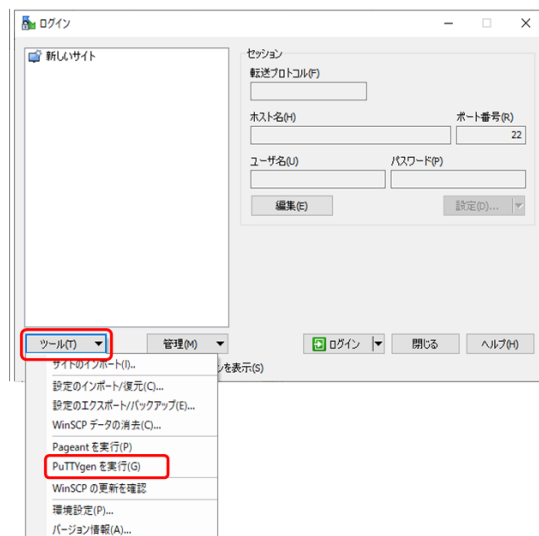 ログイン
新しいサイト
セッション
転送プロトコル(F)
ホスト名(H)
ポート番号(R)
22
ユーザ名(U)
パスワード(P)
編集(E)
設定(D)...
ツール(T)
管理(M)
ログイン
閉じる
ヘルプ(H)
を表示(S)
サイトのインポート(I)...
設定のインポート/復元(C)...
設定のエクスポート/バックアップ(E)...
WinSCP データの消去(C)...
Pageant を実行(P)
PuTTYgen を実行(G)
WinSCP の更新を確認
環境設定(P)...
バージョン情報(A)...